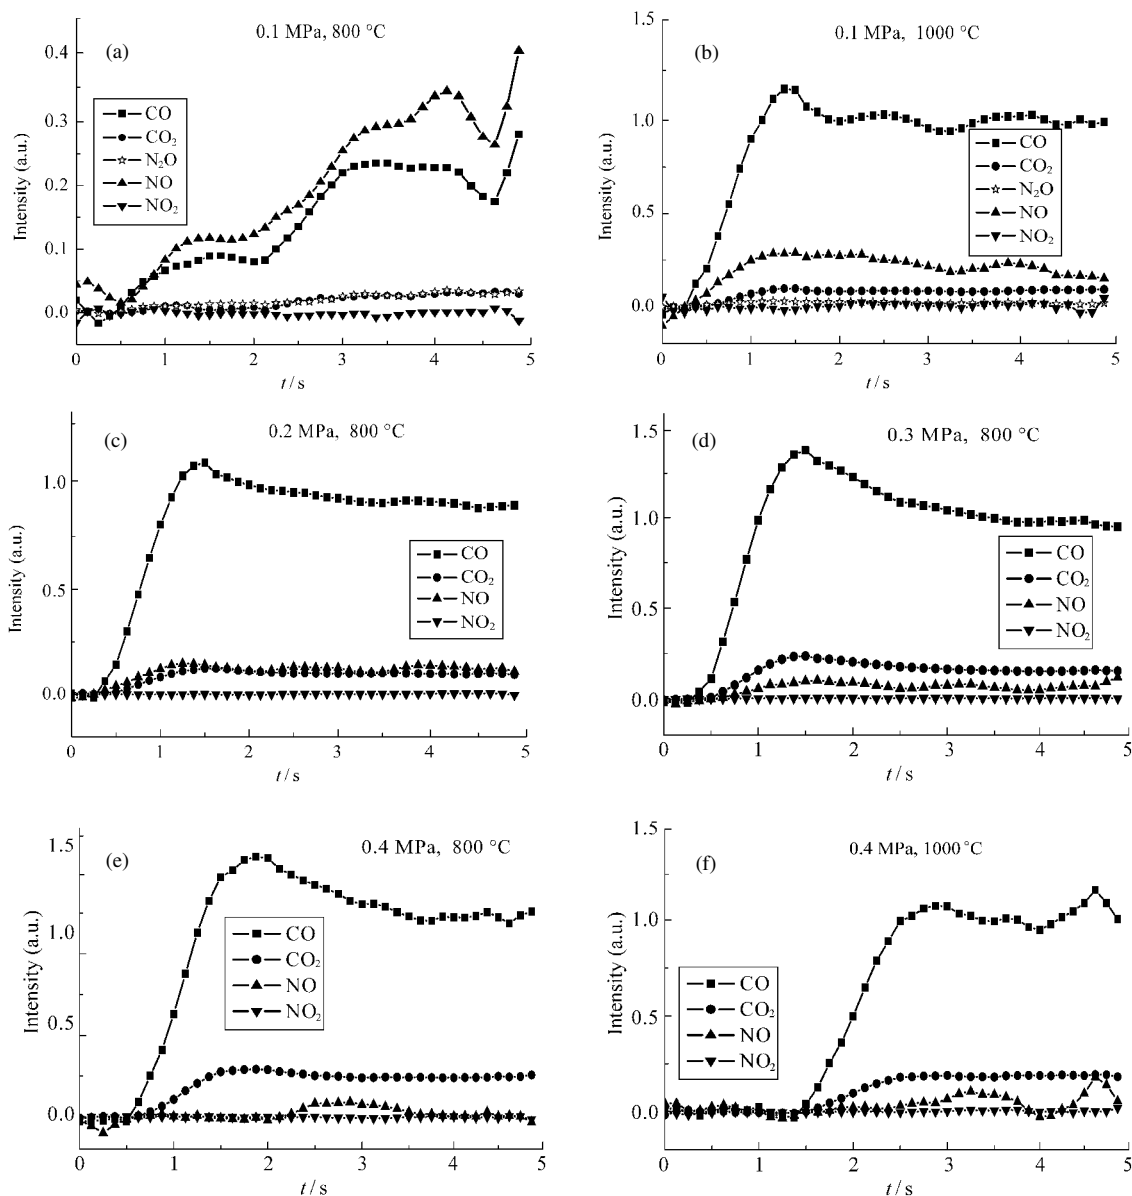 (a)
0.1 MPa, 800 °C
Intensity (a.u.)
0.4
0.3
0.2
0.1
0.0
CO
CO₂
N₂O
NO
NO₂
0 1 2 3 4 5
t / s
(b)
0.1 MPa, 1000 °C
Intensity (a.u.)
1.5
1.0
0.5
0.0
CO
CO₂
N₂O
NO
NO₂
0 1 2 3 4 5
t / s
(c)
0.2 MPa, 800 °C
Intensity (a.u.)
1.0
0.5
0.0
CO
CO₂
NO
NO₂
0 1 2 3 4 5
t / s
(d)
0.3 MPa, 800 °C
Intensity (a.u.)
1.5
1.0
0.5
0.0
CO
CO₂
NO
NO₂
0 1 2 3 4 5
t / s
(e)
0.4 MPa, 800 °C
Intensity (a.u.)
1.5
1.0
0.5
0.0
CO
CO₂
NO
NO₂
0 1 2 3 4 5
t / s
(f)
0.4 MPa, 1000 °C
Intensity (a.u.)
1.5
1.0
0.5
0.0
CO
CO₂
NO
NO₂
0 1 2 3 4 5
t / s